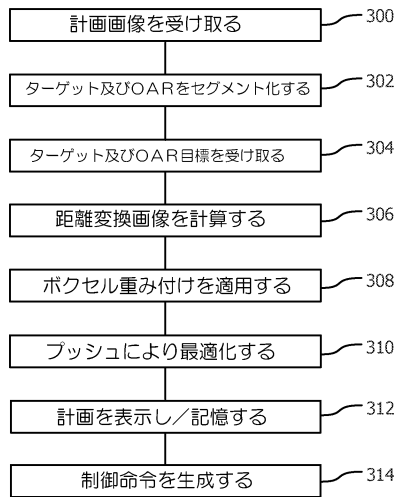 計画画像を受け取る 300
ターゲット及びOARをセグメント化する 302
ターゲット及びOAR目標を受け取る 304
距離変換画像を計算する 306
ボクセル重み付けを適用する 308
プッシュにより最適化する 310
計画を表示し／記憶する 312
制御命令を生成する 314